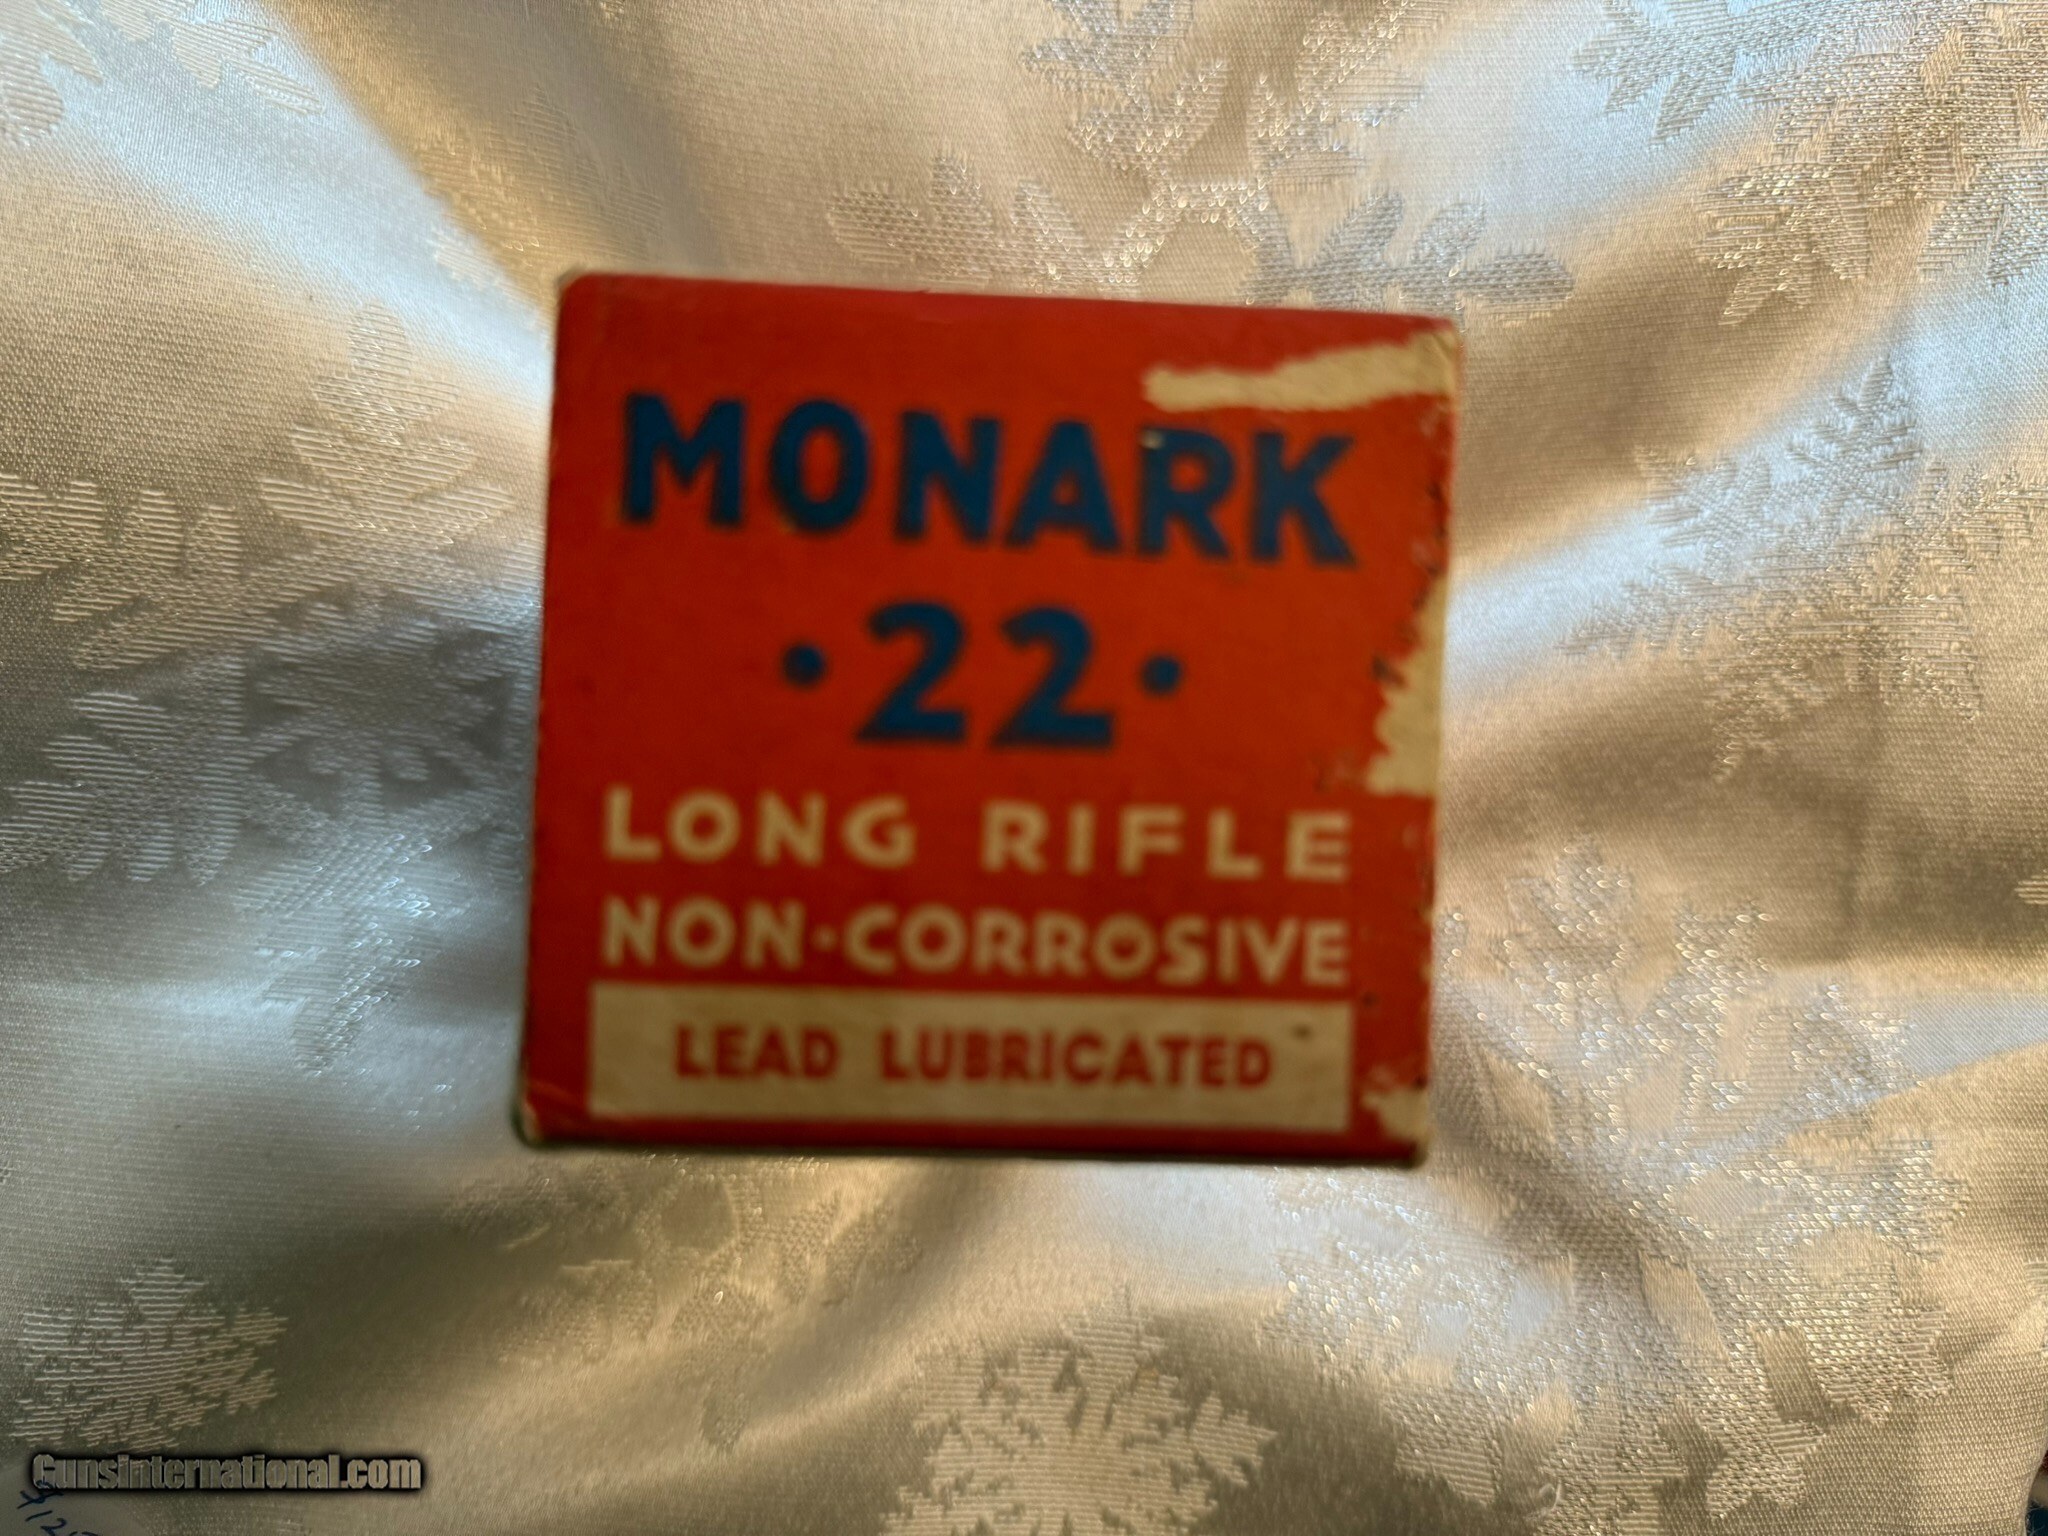 MONARK
·22·
LONG RIFLE
NON-CORROSIVE
LEAD LUBRICATED
Gunsinternational.com